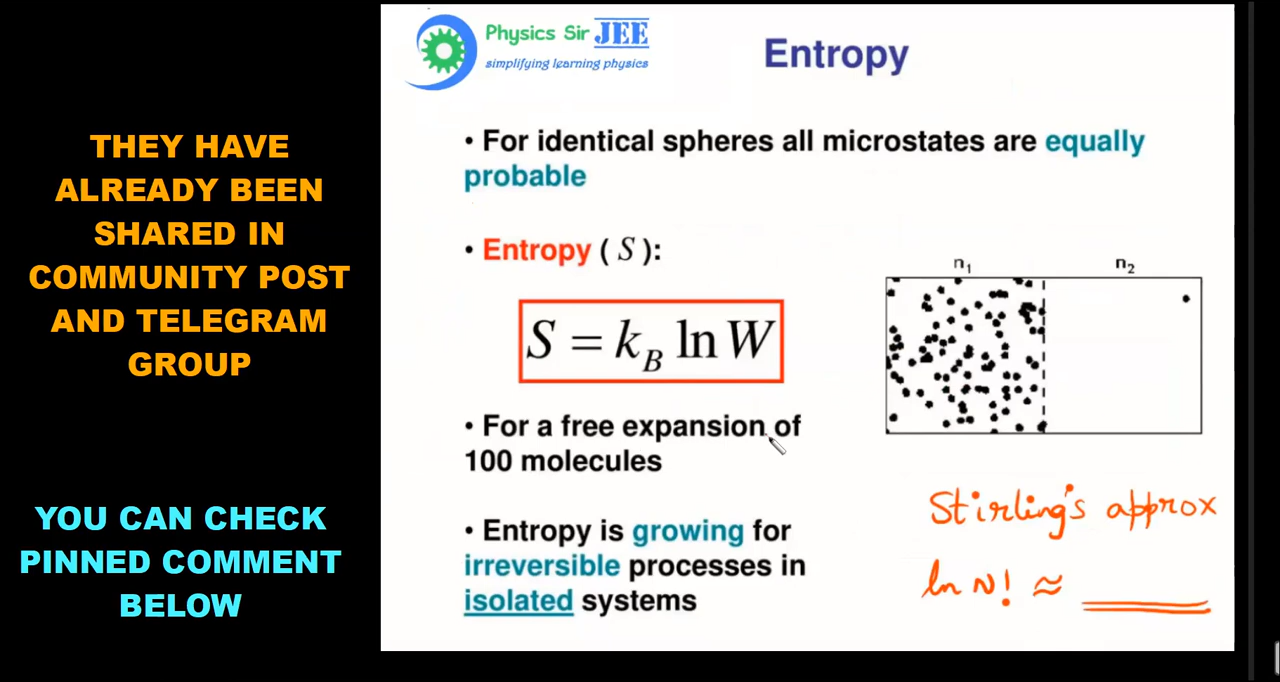 THEY HAVE
ALREADY BEEN
SHARED IN
COMMUNITY POST
AND TELEGRAM
GROUP
YOU CAN CHECK
PINNED COMMENT
BELOW
Physics Sir JEE
simplifying learning physics
Entropy
• For identical spheres all microstates are equally
probable
• Entropy ( S ):
S = k_B ln W
• For a free expansion of
100 molecules
• Entropy is growing for
irreversible processes in
isolated systems
n₁ n₂
Stirling's approx
ln N! ≈